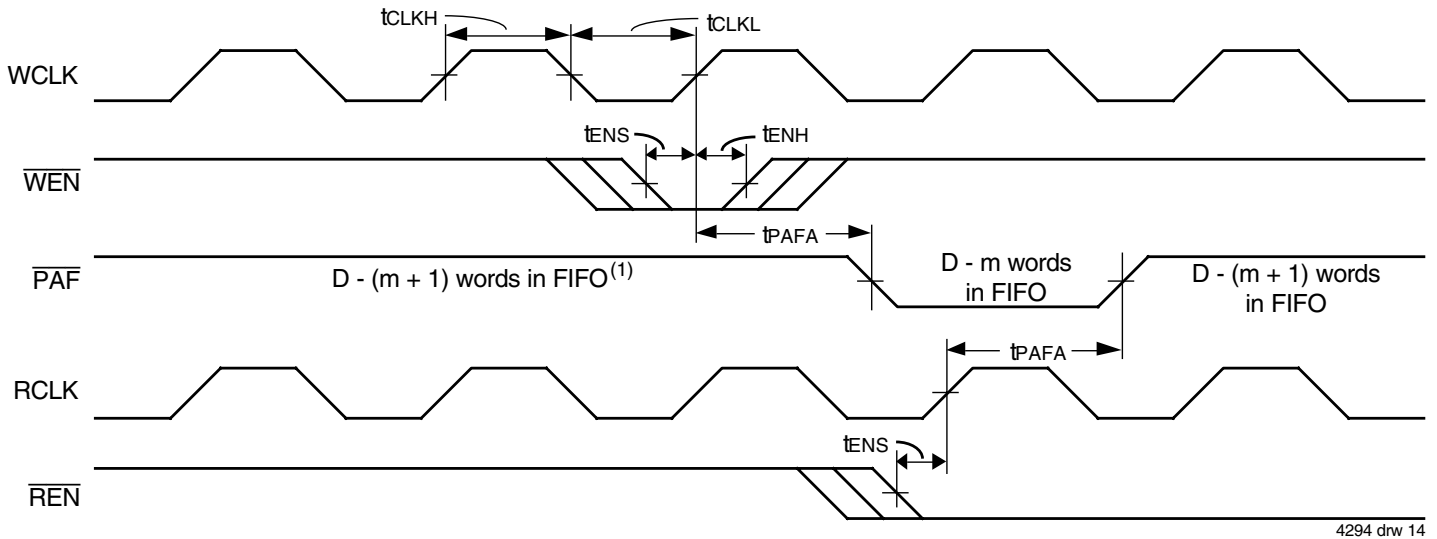 tCLKH
tCLKL
WCLK
tENS
tENH
WEN
tPAFA
PAF
D - (m + 1) words in FIFO(1)
D - m words
in FIFO
D - (m + 1) words
in FIFO
tPAFA
RCLK
tENS
REN
4294 drw 14